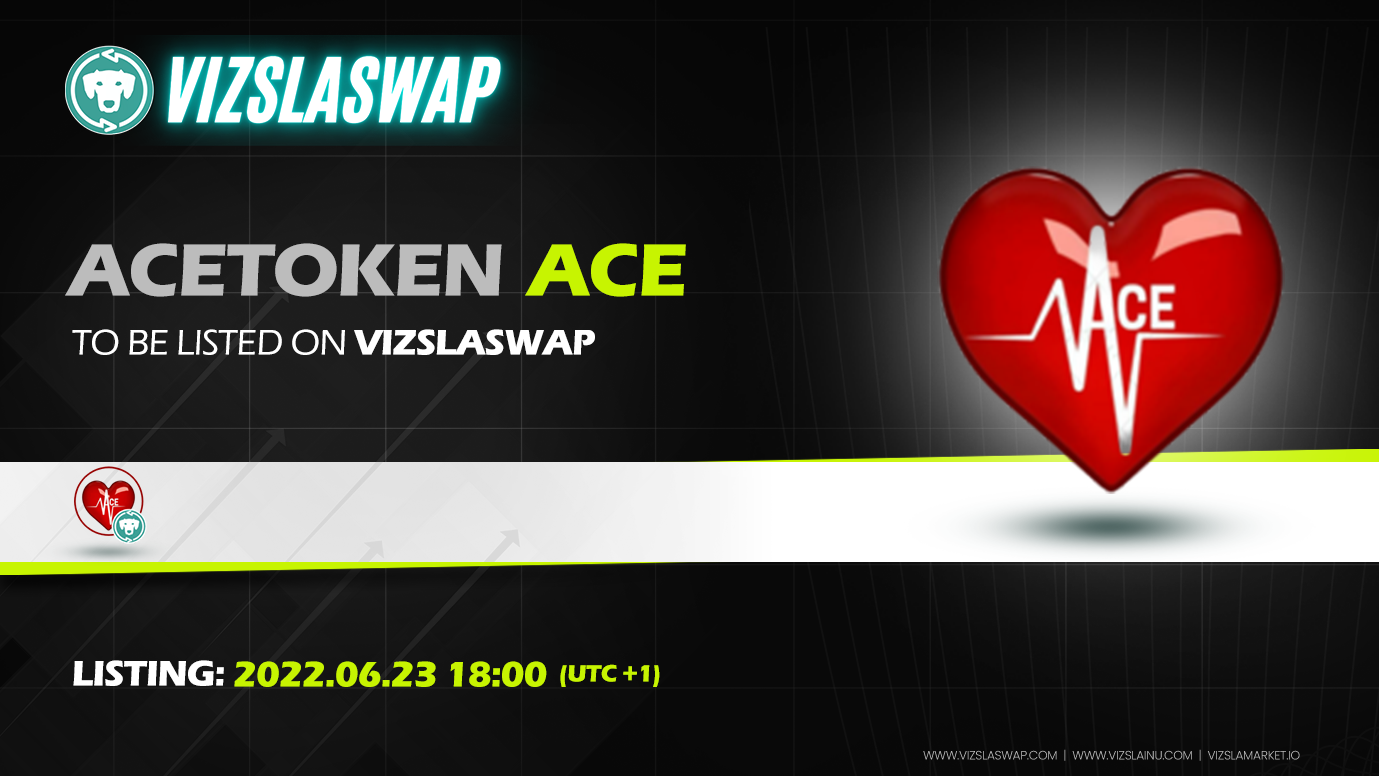 VIZSLASWAP
ACETOKEN ACE
TO BE LISTED ON VIZSLASWAP
ACE
ACE
LISTING: 2022.06.23 18:00 (UTC +1)
WWW.VIZSLASWAP.COM | WWW.VIZSLAINU.COM | VIZSLAMARKET.IO